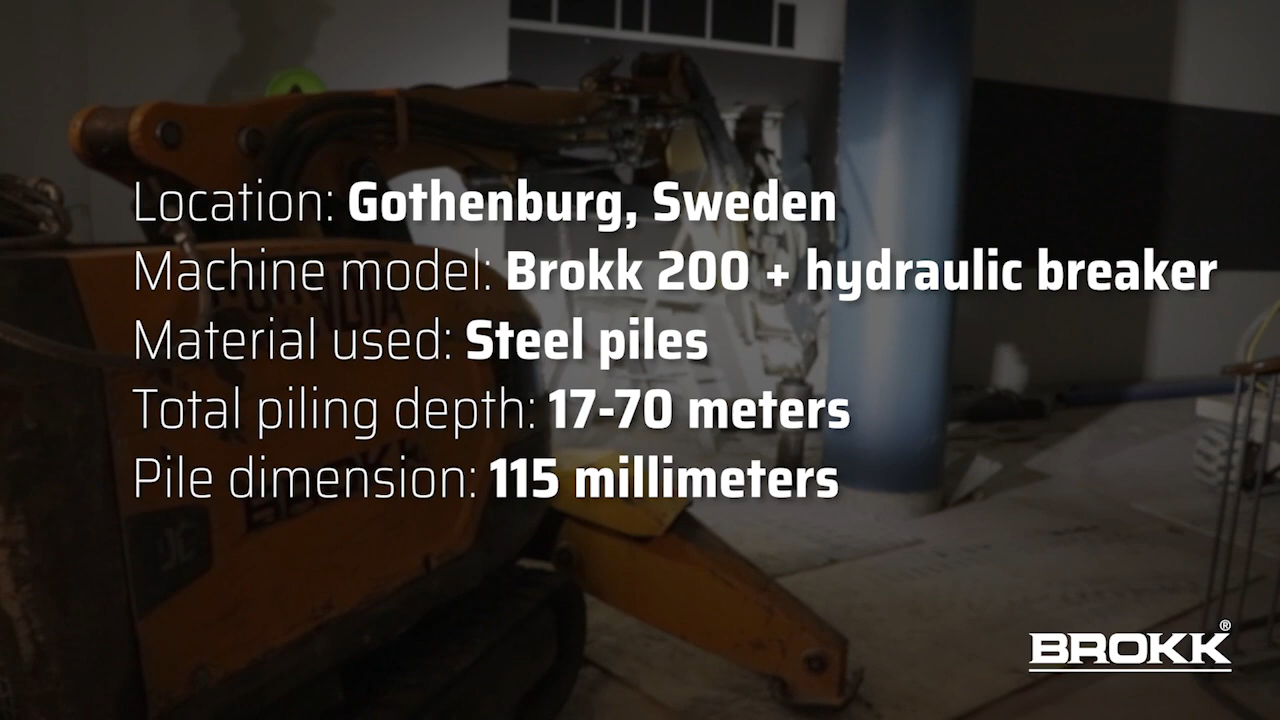 Location: Gothenburg, Sweden
Machine model: Brokk 200 + hydraulic breaker
Material used: Steel piles
Total piling depth: 17-70 meters
Pile dimension: 115 millimeters
BROKK®